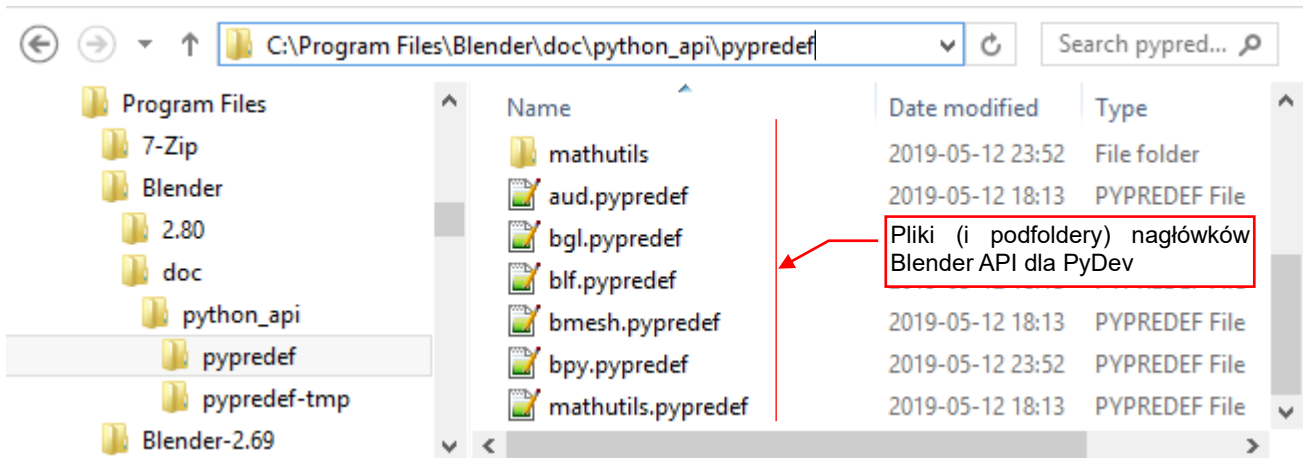 C:\Program Files\Blender\doc\python_api\pypredef
Search pypred...
Program Files
7-Zip
Blender
2.80
doc
python_api
pypredef
pypredef-tmp
Blender-2.69
Name Date modified Type
mathutils 2019-05-12 23:52 File folder
aud.pypredef 2019-05-12 18:13 PYPREDEF File
bgl.pypredef
blf.pypredef
bmesh.pypredef 2019-05-12 18:13 PYPREDEF File
bpy.pypredef 2019-05-12 23:52 PYPREDEF File
mathutils.pypredef 2019-05-12 18:13 PYPREDEF File
Pliki (i podfoldery) nagłówków
Blender API dla PyDev